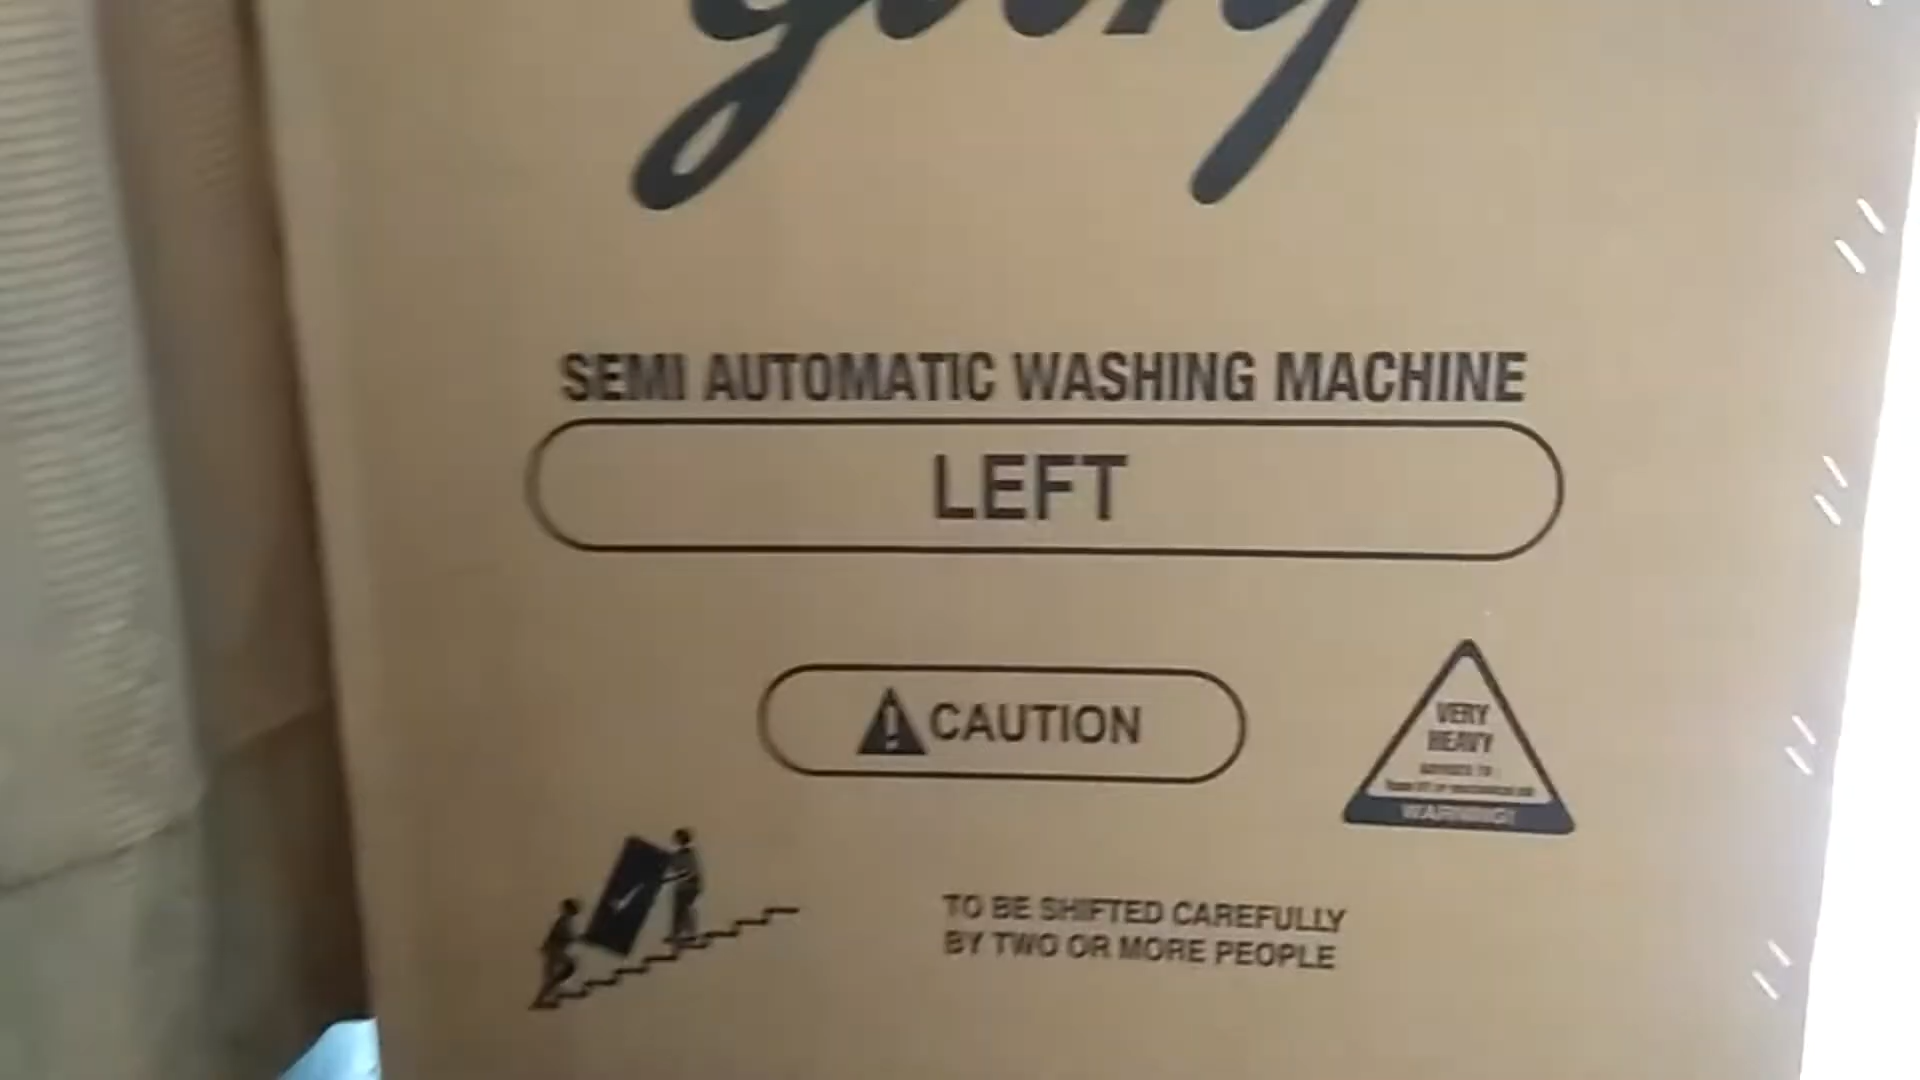 SEMI AUTOMATIC WASHING MACHINE
LEFT
CAUTION
VERY
HEAVY
WARNING!
TO BE SHIFTED CAREFULLY
BY TWO OR MORE PEOPLE